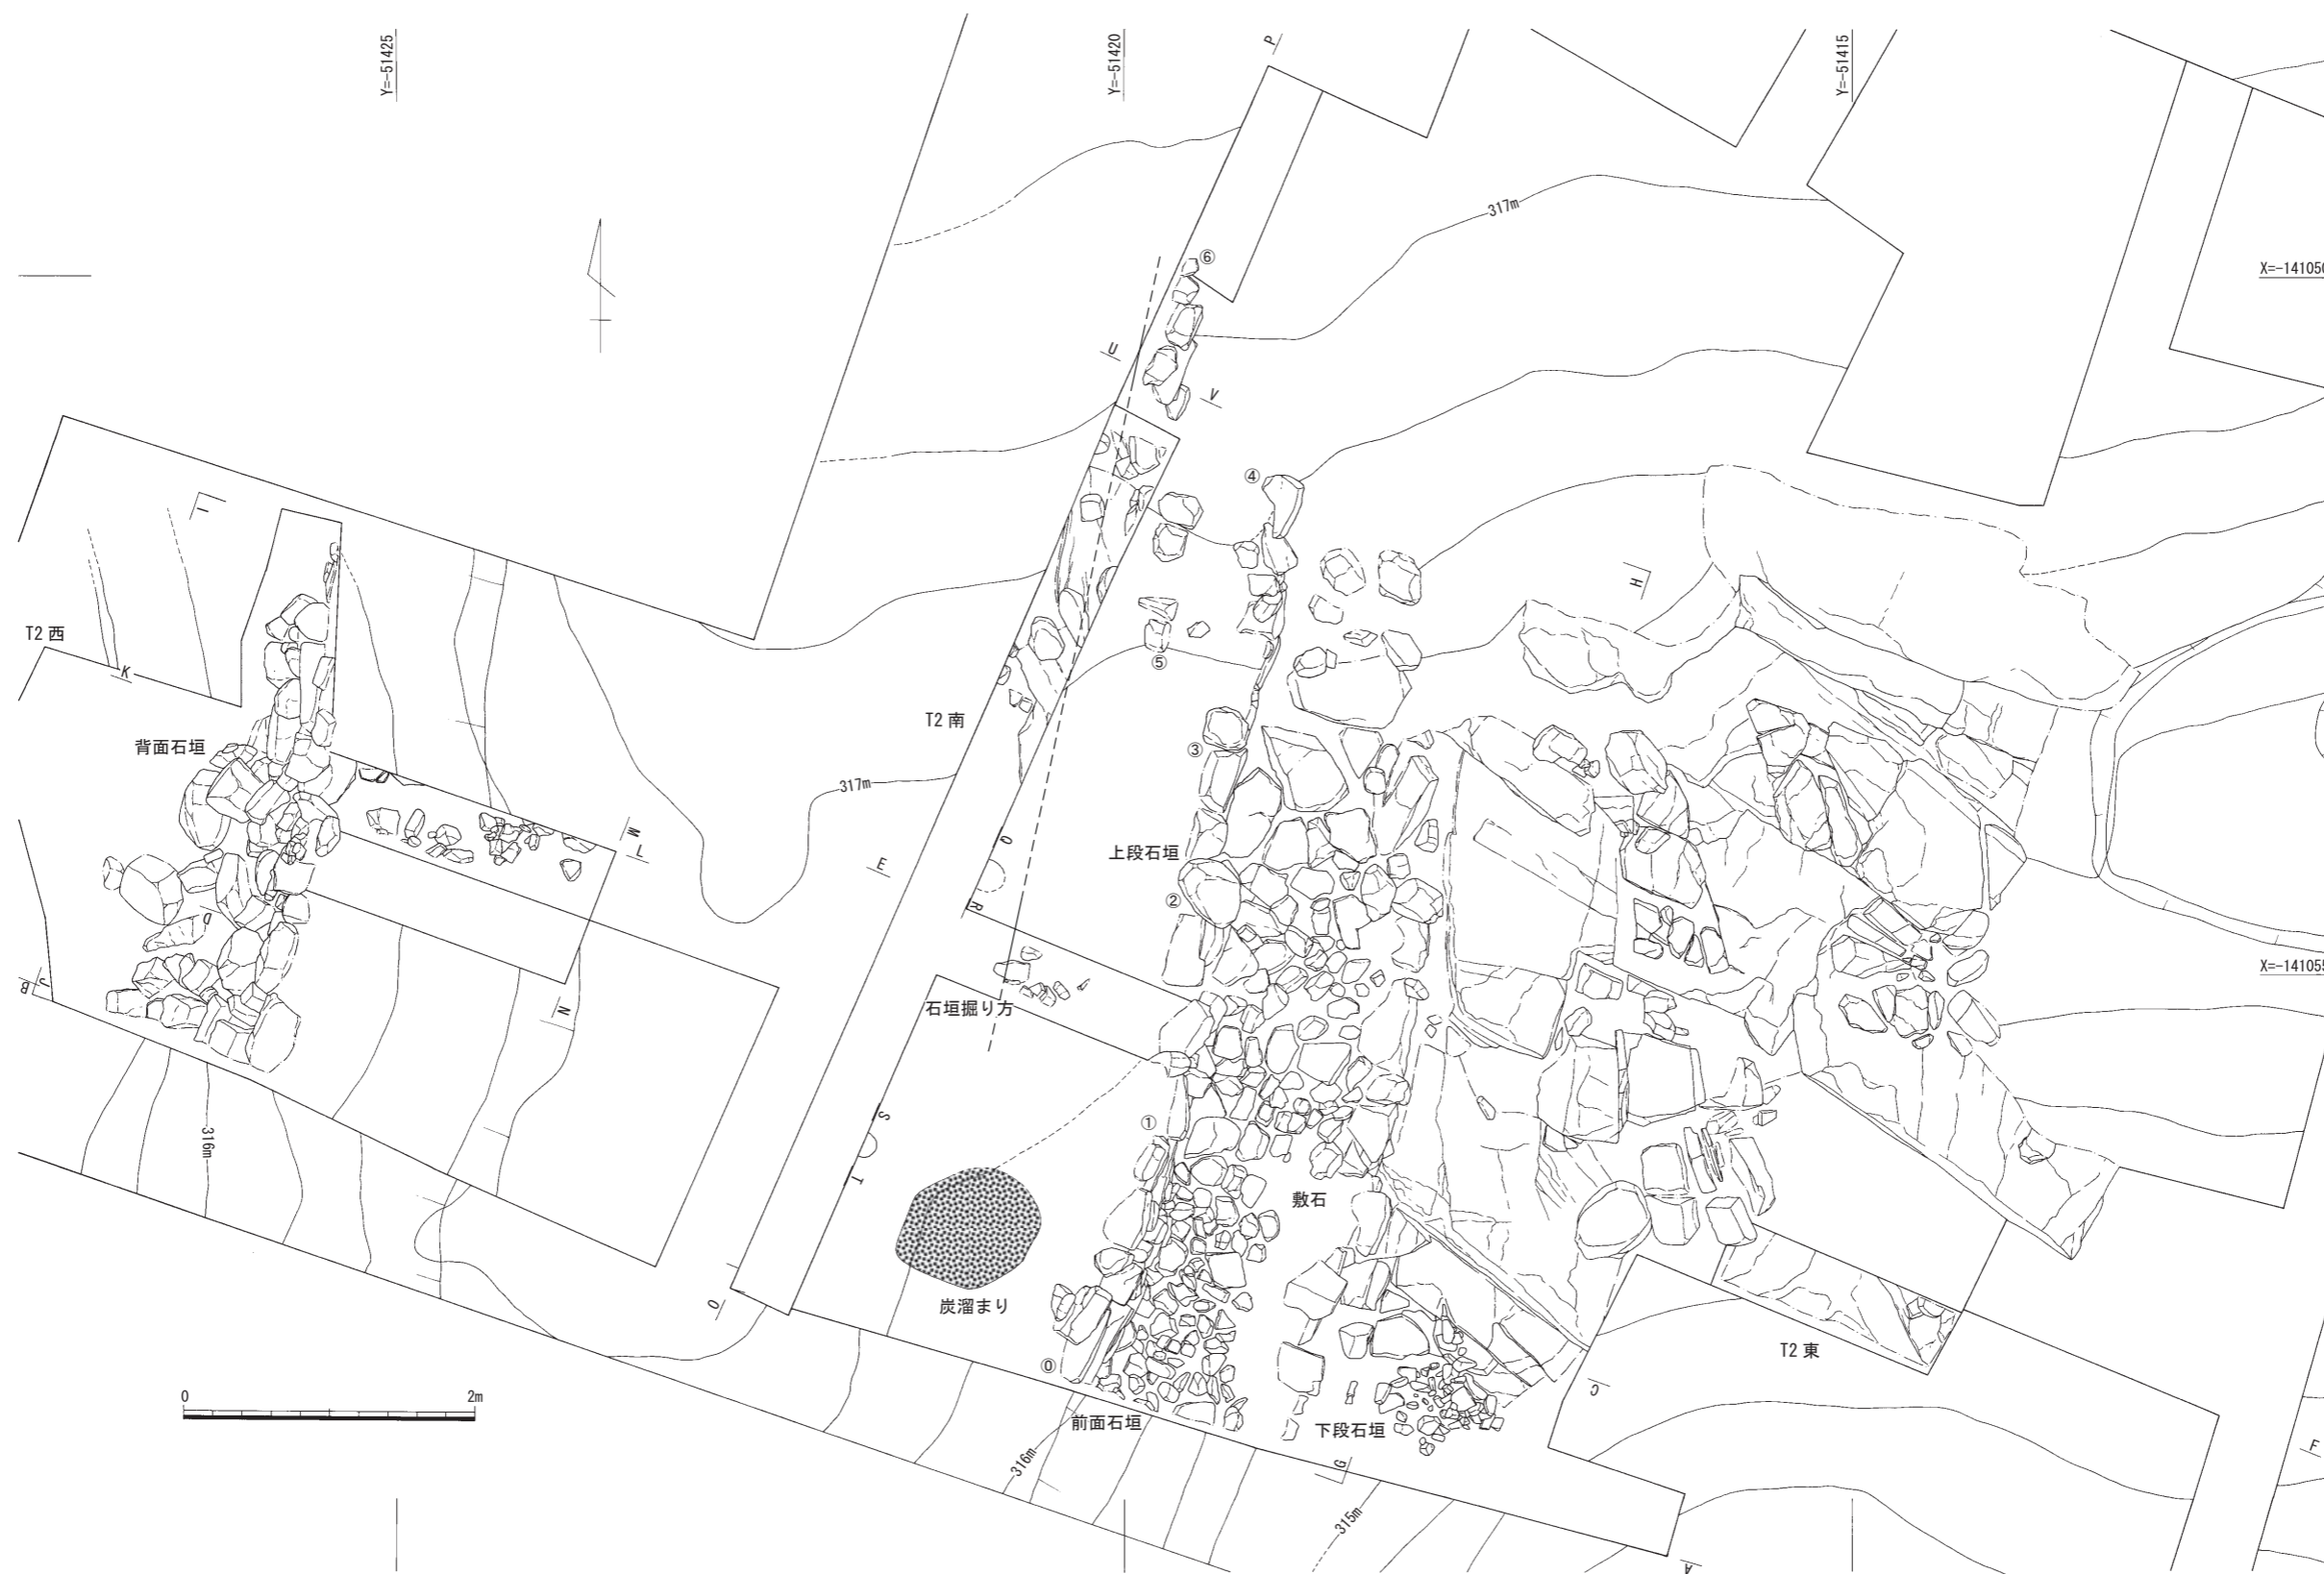 Y=-51425
Y=-51420
Y=-51415
P
317m
⑥
X=-14105
U
V
④
I
H
T2 西
K
⑤
背面石垣
T2 南
③
317m
M
L
E
Q
上段石垣
R
②
D
J
B
N
石垣掘り方
X=-14105
S
①
T
316m
敷石
炭溜まり
O
⓪
T2 東
C
0
2m
前面石垣
下段石垣
316m
G
F
315m
A